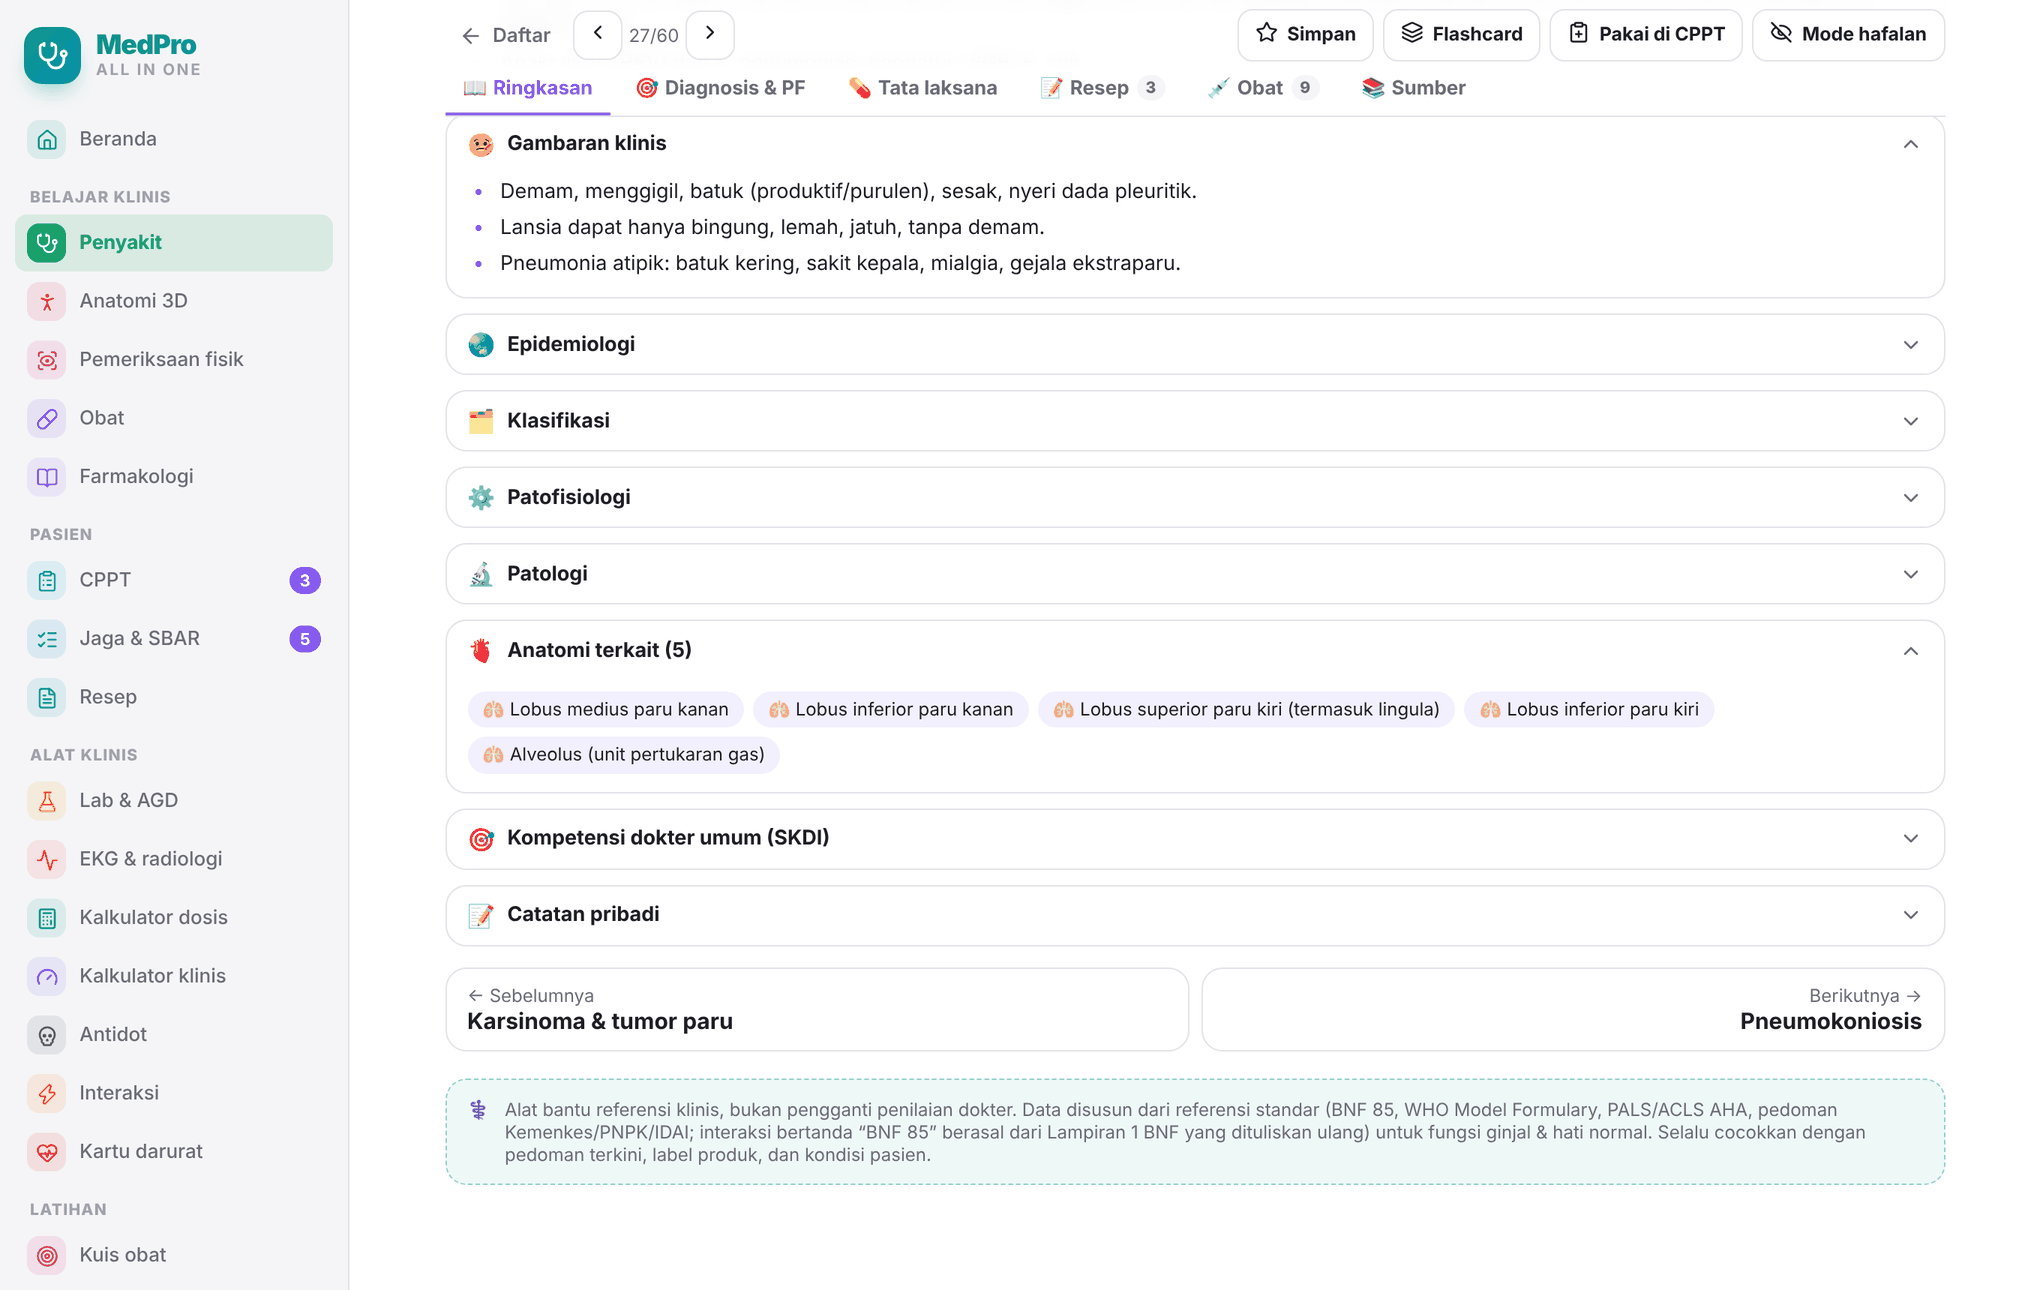 MedPro
ALL IN ONE
Beranda
BELAJAR KLINIS
Penyakit
Anatomi 3D
Pemeriksaan fisik
Obat
Farmakologi
PASIEN
CPPT 3
Jaga & SBAR 5
Resep
ALAT KLINIS
Lab & AGD
EKG & radiologi
Kalkulator dosis
Kalkulator klinis
Antidot
Interaksi
Kartu darurat
LATIHAN
Kuis obat
← Daftar 27/60 Simpan Flashcard Pakai di CPPT Mode hafalan
Ringkasan Diagnosis & PF Tata laksana Resep 3 Obat 9 Sumber
Gambaran klinis
• Demam, menggigil, batuk (produktif/purulen), sesak, nyeri dada pleuritik.
• Lansia dapat hanya bingung, lemah, jatuh, tanpa demam.
• Pneumonia atipik: batuk kering, sakit kepala, mialgia, gejala ekstraparu.
Epidemiologi
Klasifikasi
Patofisiologi
Patologi
Anatomi terkait (5)
Lobus medius paru kanan Lobus inferior paru kanan Lobus superior paru kiri (termasuk lingula) Lobus inferior paru kiri
Alveolus (unit pertukaran gas)
Kompetensi dokter umum (SKDI)
Catatan pribadi
← Sebelumnya
Karsinoma & tumor paru
Berikutnya →
Pneumokoniosis
Alat bantu referensi klinis, bukan pengganti penilaian dokter. Data disusun dari referensi standar (BNF 85, WHO Model Formulary, PALS/ACLS AHA, pedoman
Kemenkes/PNPK/IDAI; interaksi bertanda “BNF 85” berasal dari Lampiran 1 BNF yang dituliskan ulang) untuk fungsi ginjal & hati normal. Selalu cocokkan dengan
pedoman terkini, label produk, dan kondisi pasien.